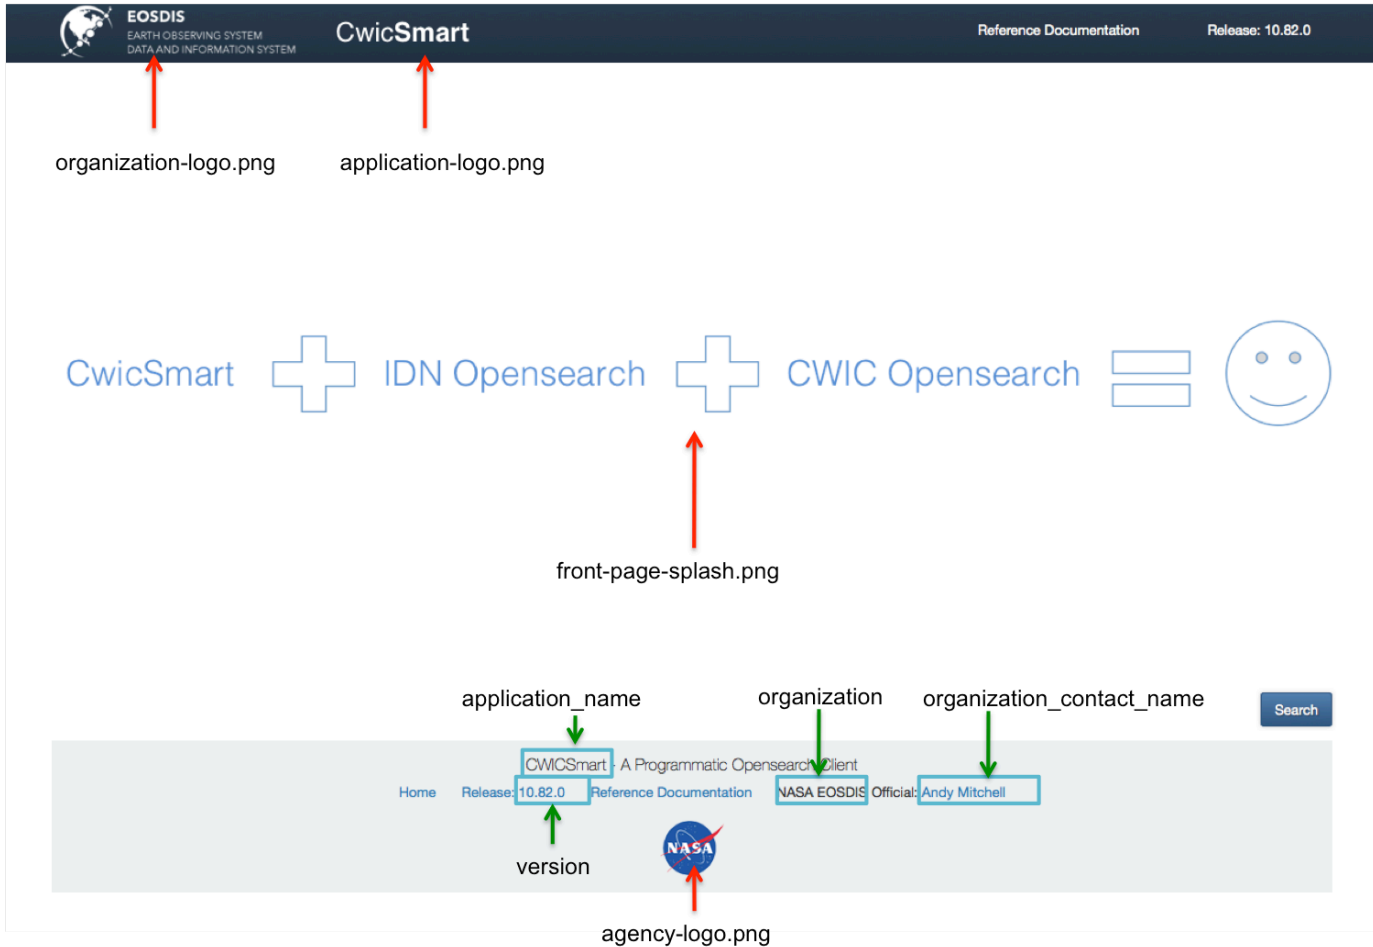 EOSDIS
EARTH OBSERVING SYSTEM
DATA AND INFORMATION SYSTEM
CwicSmart
Reference Documentation
Release: 10.82.0
organization-logo.png
application-logo.png
CwicSmart
IDN Opensearch
CWIC Opensearch
front-page-splash.png
application_name
organization
organization_contact_name
Search
CWICSmart - A Programmatic Opensearch Client
Home Release: 10.82.0 Reference Documentation NASA EOSDIS Official: Andy Mitchell
version
NASA
agency-logo.png